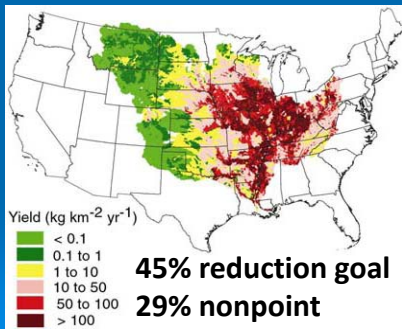 Yield (kg km⁻² yr⁻¹)
< 0.1
0.1 to 1
1 to 10
10 to 50
50 to 100
> 100
45% reduction goal
29% nonpoint